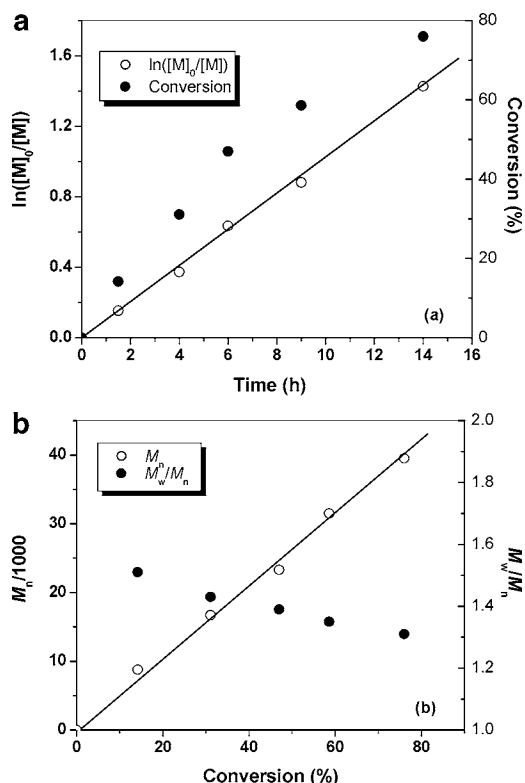 a
1.6
1.2
0.8
0.4
0.0
ln([M]0/[M])
ln([M]0/[M])
Conversion
80
60
40
20
0
Conversion (%)
(a)
0 2 4 6 8 10 12 14 16
Time (h)
b
40
30
20
10
0
Mn/1000
Mn
Mw/Mn
2.0
1.8
1.6
1.4
1.2
1.0
Mw/Mn
(b)
0 20 40 60 80
Conversion (%)